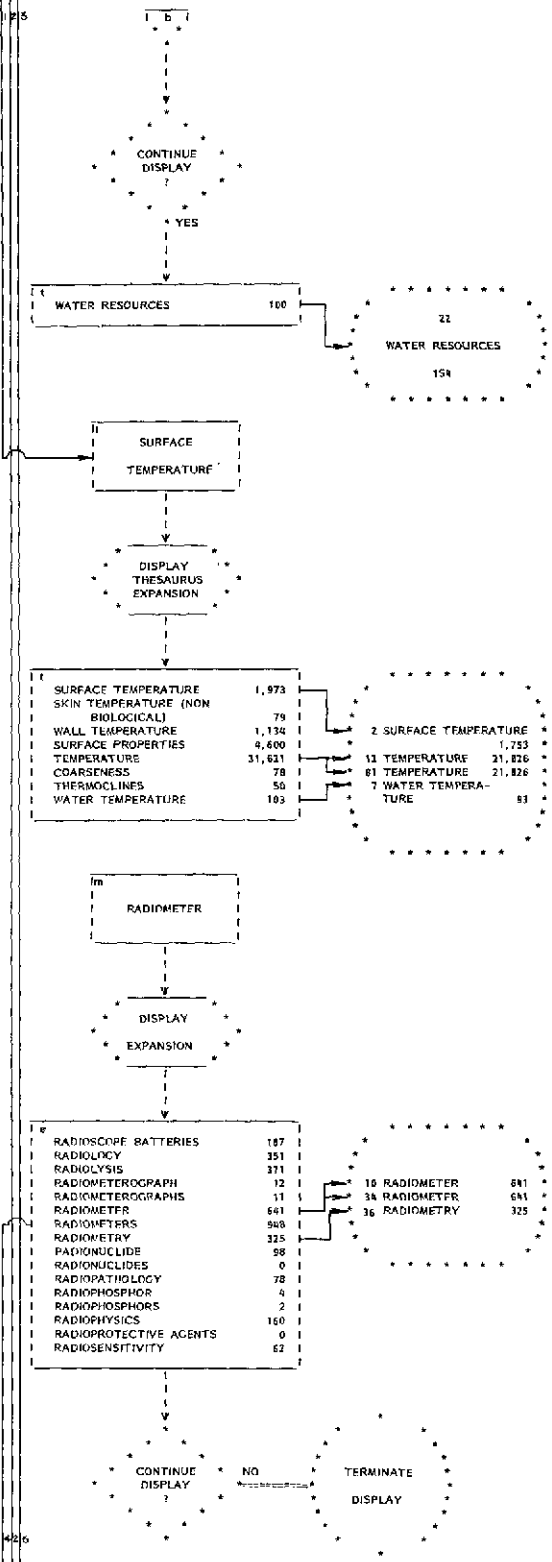 1 2 3
b
CONTINUE
DISPLAY
?
YES
t
WATER RESOURCES 100
22
WATER RESOURCES
154
SURFACE
TEMPERATURE
DISPLAY
THESAURUS
EXPANSION
t
SURFACE TEMPERATURE 1,973
SKIN TEMPERATURE (NON
BIOLOGICAL) 79
WALL TEMPERATURE 1,134
SURFACE PROPERTIES 4,600
TEMPERATURE 31,621
COARSENESS 78
THERMOCLINES 50
WATER TEMPERATURE 103
2 SURFACE TEMPERATURE
1,753
12 TEMPERATURE 21,826
81 TEMPERATURE 21,826
7 WATER TEMPERA-
TURE 93
m
RADIOMETER
DISPLAY
EXPANSION
e
RADIOSCOPE BATTERIES 187
RADIOLOGY 351
RADIOLYSIS 371
RADIOMETEROGRAPH 12
RADIOMETEROGRAPHS 11
RADIOMETER 641
RADIOMETERS 948
RADIOMETRY 325
RADIONUCLIDE 98
RADIONUCLIDES 0
RADIOPATHOLOGY 78
RADIOPHOSPHOR 4
RADIOPHOSPHORS 2
RADIOPHYSICS 160
RADIOPROTECTIVE AGENTS 0
RADIOSENSITIVITY 62
10 RADIOMETER 641
34 RADIOMETER 641
36 RADIOMETRY 325
CONTINUE
DISPLAY
?
NO
TERMINATE
DISPLAY
4 2 6